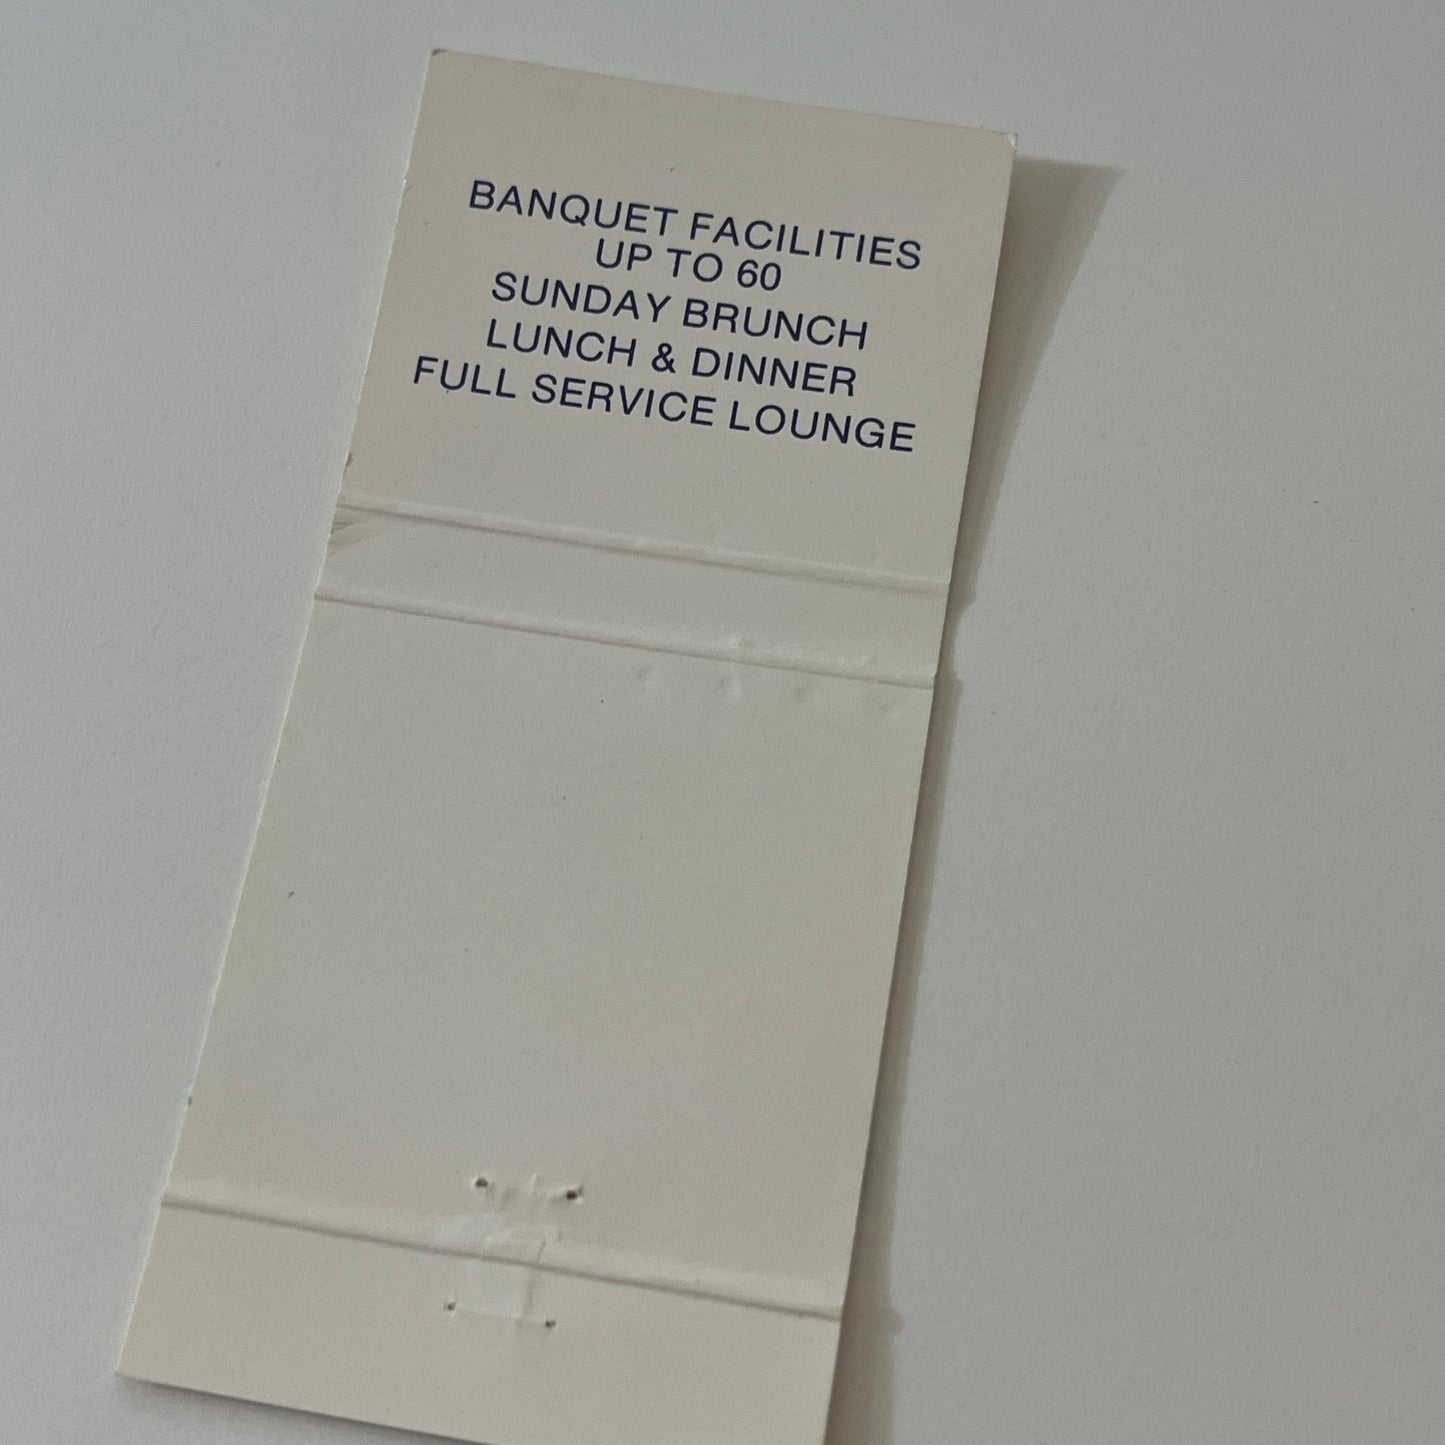 BANQUET FACILITIES
UP TO 60
SUNDAY BRUNCH
LUNCH & DINNER
FULL SERVICE LOUNGE